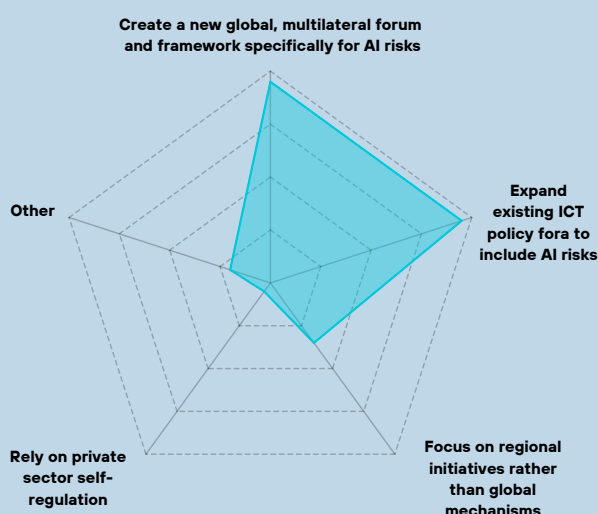 Create a new global, multilateral forum
and framework specifically for AI risks
Expand
existing ICT
policy fora to
include AI risks
Other
Focus on regional
initiatives rather
than global
mechanisms
Rely on private
sector self-
regulation